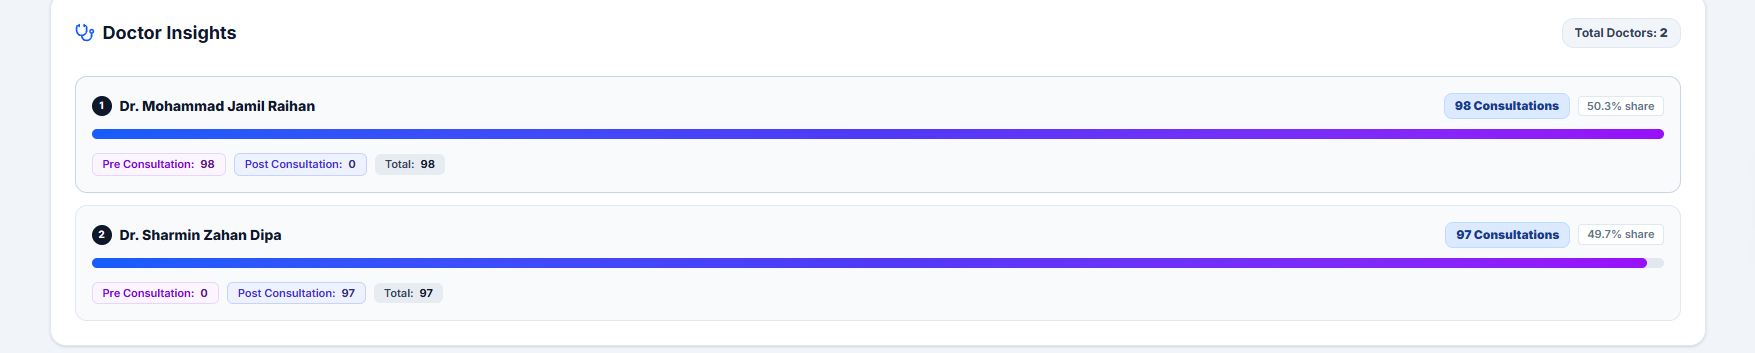 Doctor Insights
Total Doctors: 2
1 Dr. Mohammad Jamil Raihan
98 Consultations 50.3% share
Pre Consultation: 98 Post Consultation: 0 Total: 98
2 Dr. Sharmin Zahan Dipa
97 Consultations 49.7% share
Pre Consultation: 0 Post Consultation: 97 Total: 97